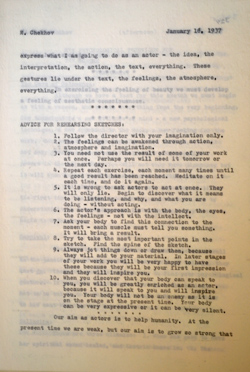 M. Chekhov January 18, 1937
express what I am going to do as an actor - the idea, the
interpretation, the action, the text, everything. These
gestures lie under the text, the feelings, the atmosphere,
everything.
* * * * * * *
ADVICE FOR REHEARSING SKETCHES:
1. Follow the director with your imagination only.
2. The feelings can be awakened through action,
atmosphere and imagination.
3. You need not use the result of some of your work
at once. Perhaps you will need it tomorrow or
the next day.
4. Repeat each exercise, each moment many times until
a good result has been reached. Meditate on it
each time, and do it again.
5. It is wrong to ask actors to act at once. They
will only lie. Begin to discover what it means
to be listening, and why, and what you are
doing - without acting.
6. The actor's approach is with the body, the eyes,
the feelings - not with the intellect.
7. Ask your body to find this connection to the
moment - each muscle must tell you something.
It will bring a result.
8. Try to take the most important points in the
sketch. Find the spine of the sketch.
9. Always jot things down or draw them, because
they will add to your material. In later stages
of your work you will be very happy to have
these because they will be your first impression
and they will inspire you.
10. When you discover that your body can speak to
you, you will be greatly enriched as an actor,
because it will speak to you and will inspire
you. Your body will not be an enemy as it is
on the stage at the present time. Your body
can be very expressive or it can be very silent.
* * * * * * *
Our aim as actors is to help humanity. At the
present time we are weak, but our aim is to grow so strong that